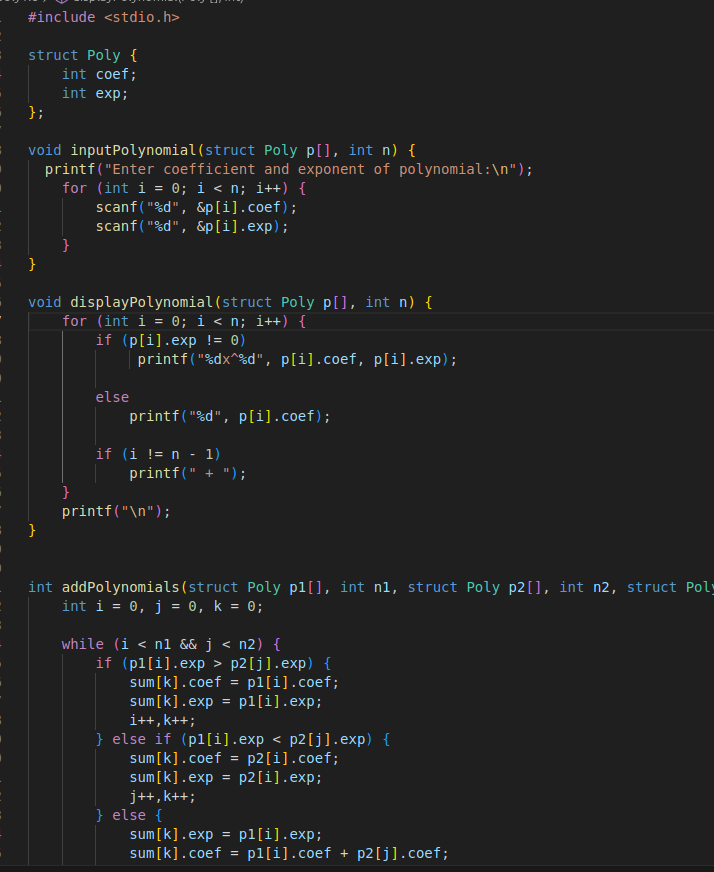 #include <stdio.h>
struct Poly {
    int coef;
    int exp;
};
void inputPolynomial(struct Poly p[], int n) {
  printf("Enter coefficient and exponent of polynomial:\n");
    for (int i = 0; i < n; i++) {
        scanf("%d", &p[i].coef);
        scanf("%d", &p[i].exp);
    }
}
void displayPolynomial(struct Poly p[], int n) {
    for (int i = 0; i < n; i++) {
        if (p[i].exp != 0)
             printf("%dx^%d", p[i].coef, p[i].exp);
        else
            printf("%d", p[i].coef);
        if (i != n - 1)
            printf(" + ");
    }
    printf("\n");
}
int addPolynomials(struct Poly p1[], int n1, struct Poly p2[], int n2, struct Poly
    int i = 0, j = 0, k = 0;
    while (i < n1 && j < n2) {
        if (p1[i].exp > p2[j].exp) {
            sum[k].coef = p1[i].coef;
            sum[k].exp = p1[i].exp;
            i++,k++;
        } else if (p1[i].exp < p2[j].exp) {
            sum[k].coef = p2[i].coef;
            sum[k].exp = p2[i].exp;
            j++,k++;
        } else {
            sum[k].exp = p1[i].exp;
            sum[k].coef = p1[i].coef + p2[j].coef;